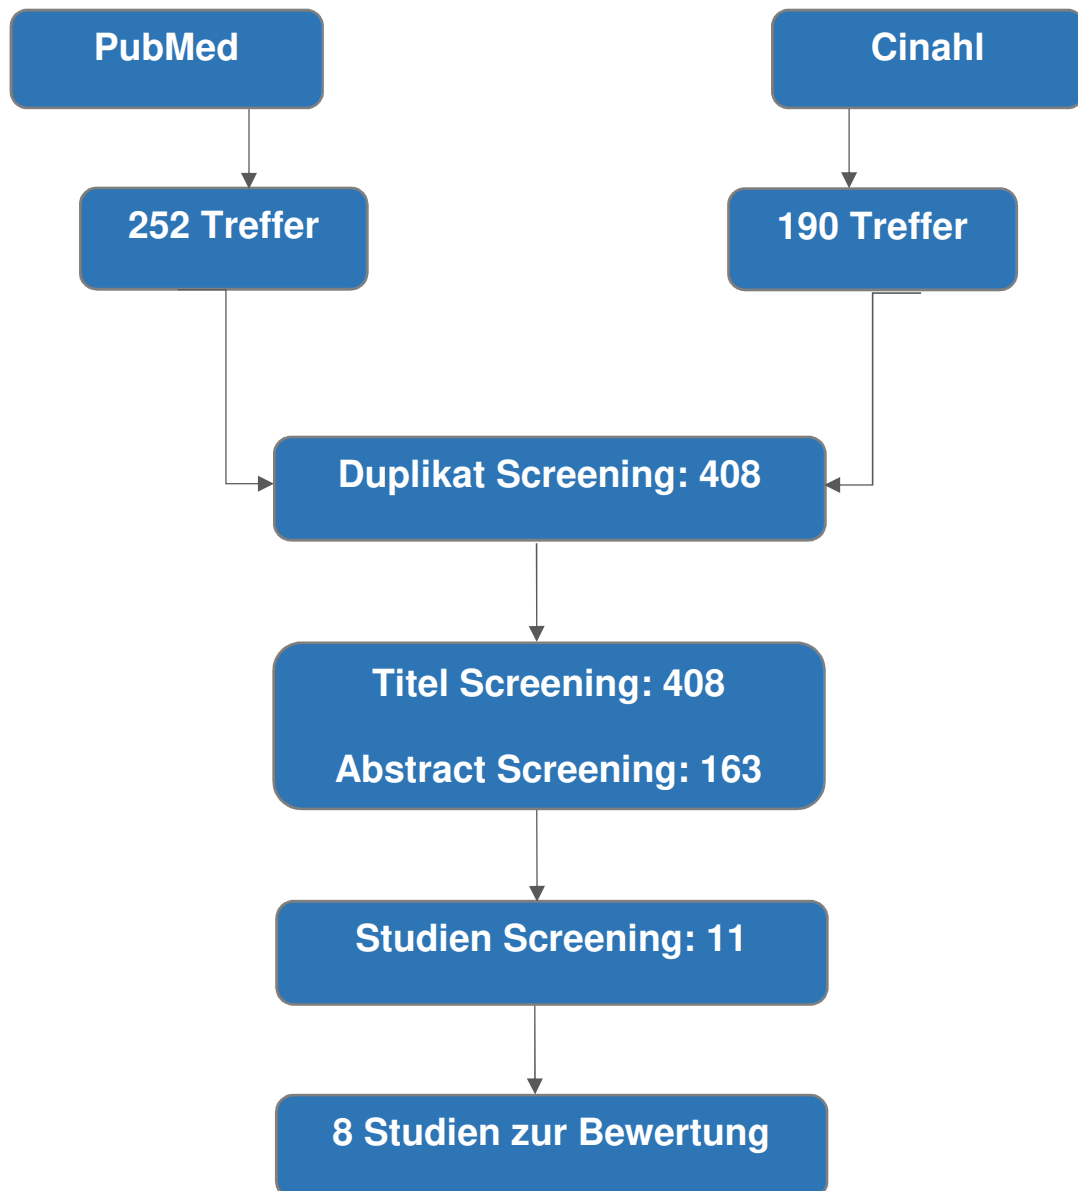 PubMed
Cinahl
252 Treffer
190 Treffer
Duplikat Screening: 408
Titel Screening: 408
Abstract Screening: 163
Studien Screening: 11
8 Studien zur Bewertung